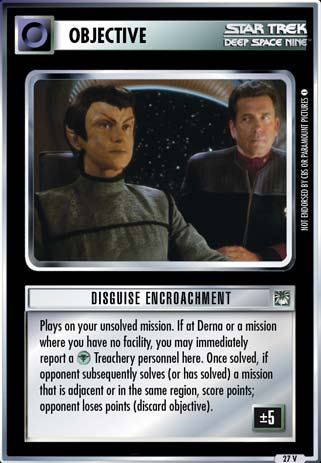 OBJECTIVE
STAR TREK
DEEP SPACE NINE
NOT ENDORSED BY CBS OR PARAMOUNT PICTURES
DISGUISE ENCROACHMENT
Plays on your unsolved mission. If at Derna or a mission
where you have no facility, you may immediately
report a Treachery personnel here. Once solved, if
opponent subsequently solves (or has solved) a mission
that is adjacent or in the same region, score points;
opponent loses points (discard objective).
±5
27 V